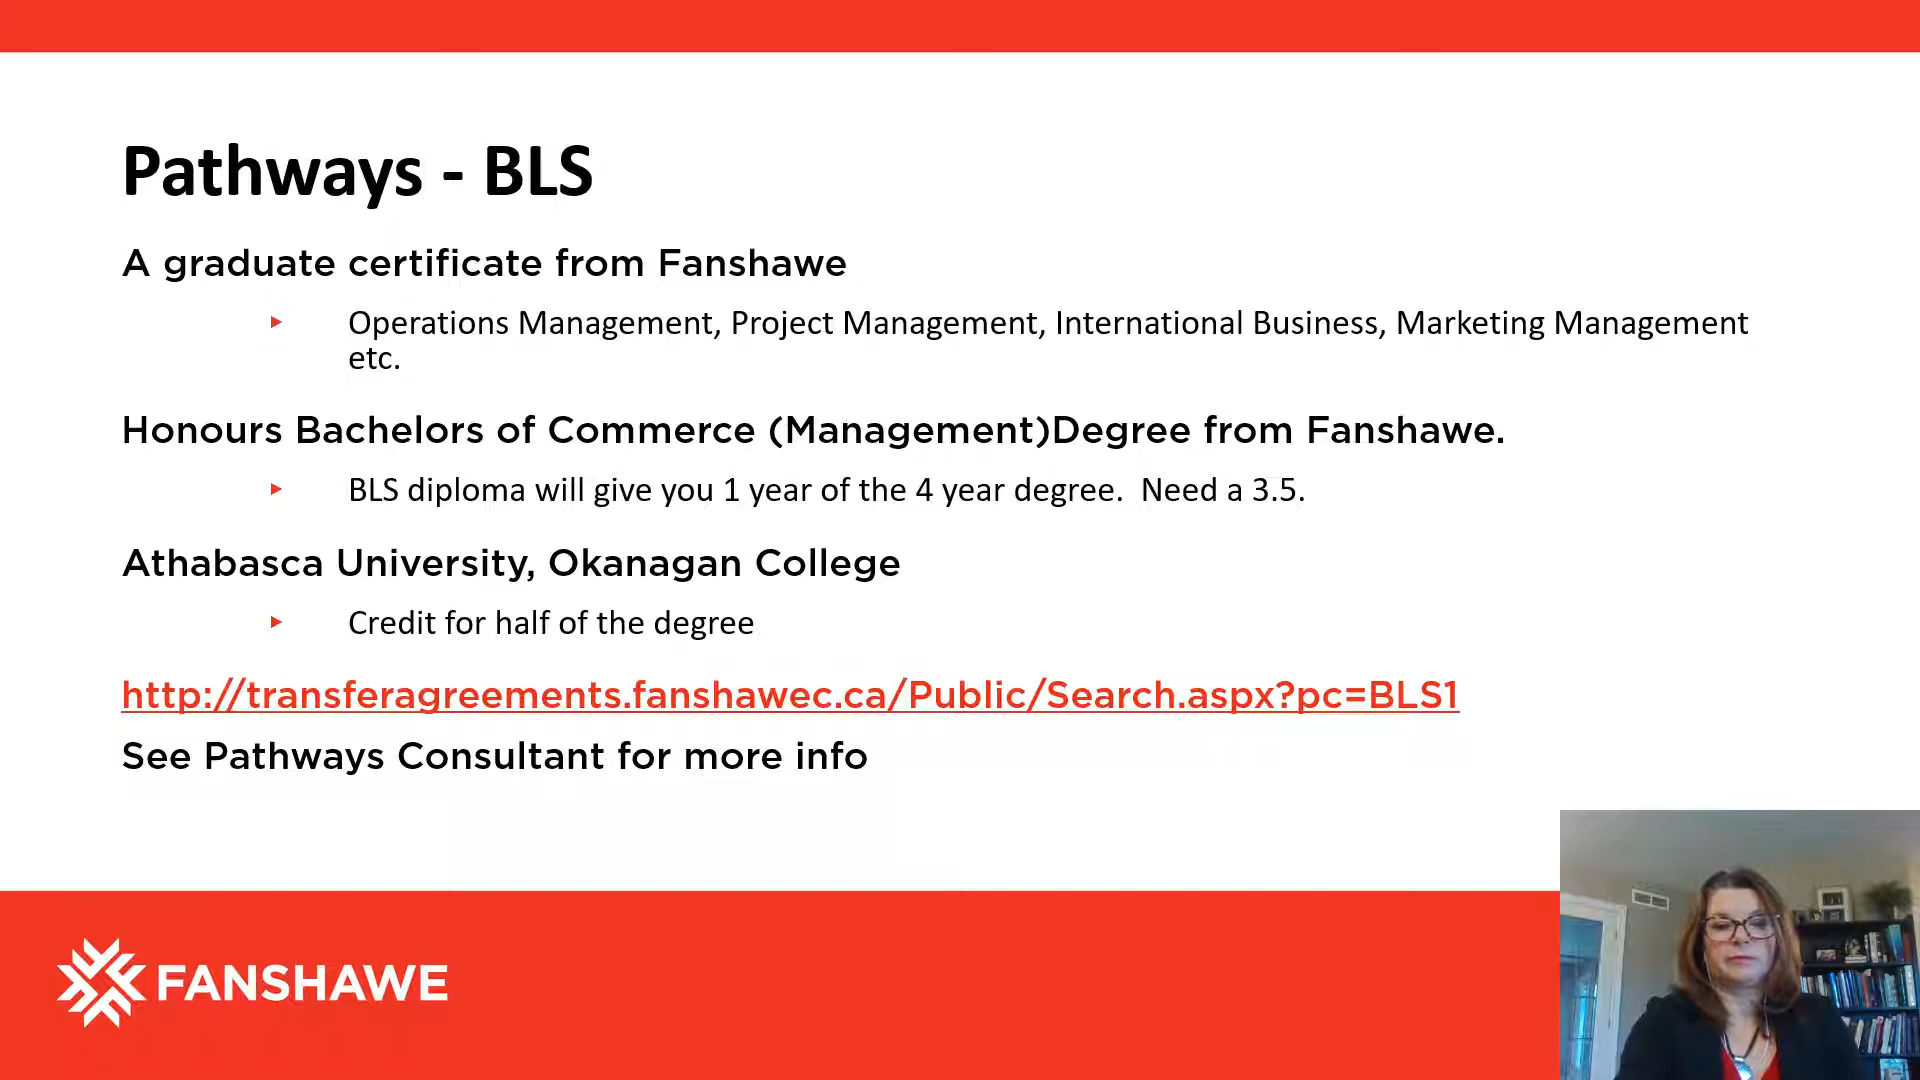 Pathways - BLS
A graduate certificate from Fanshawe
Operations Management, Project Management, International Business, Marketing Management
etc.
Honours Bachelors of Commerce (Management)Degree from Fanshawe.
BLS diploma will give you 1 year of the 4 year degree.  Need a 3.5.
Athabasca University, Okanagan College
Credit for half of the degree
http://transferagreements.fanshawec.ca/Public/Search.aspx?pc=BLS1
See Pathways Consultant for more info
FANSHAWE